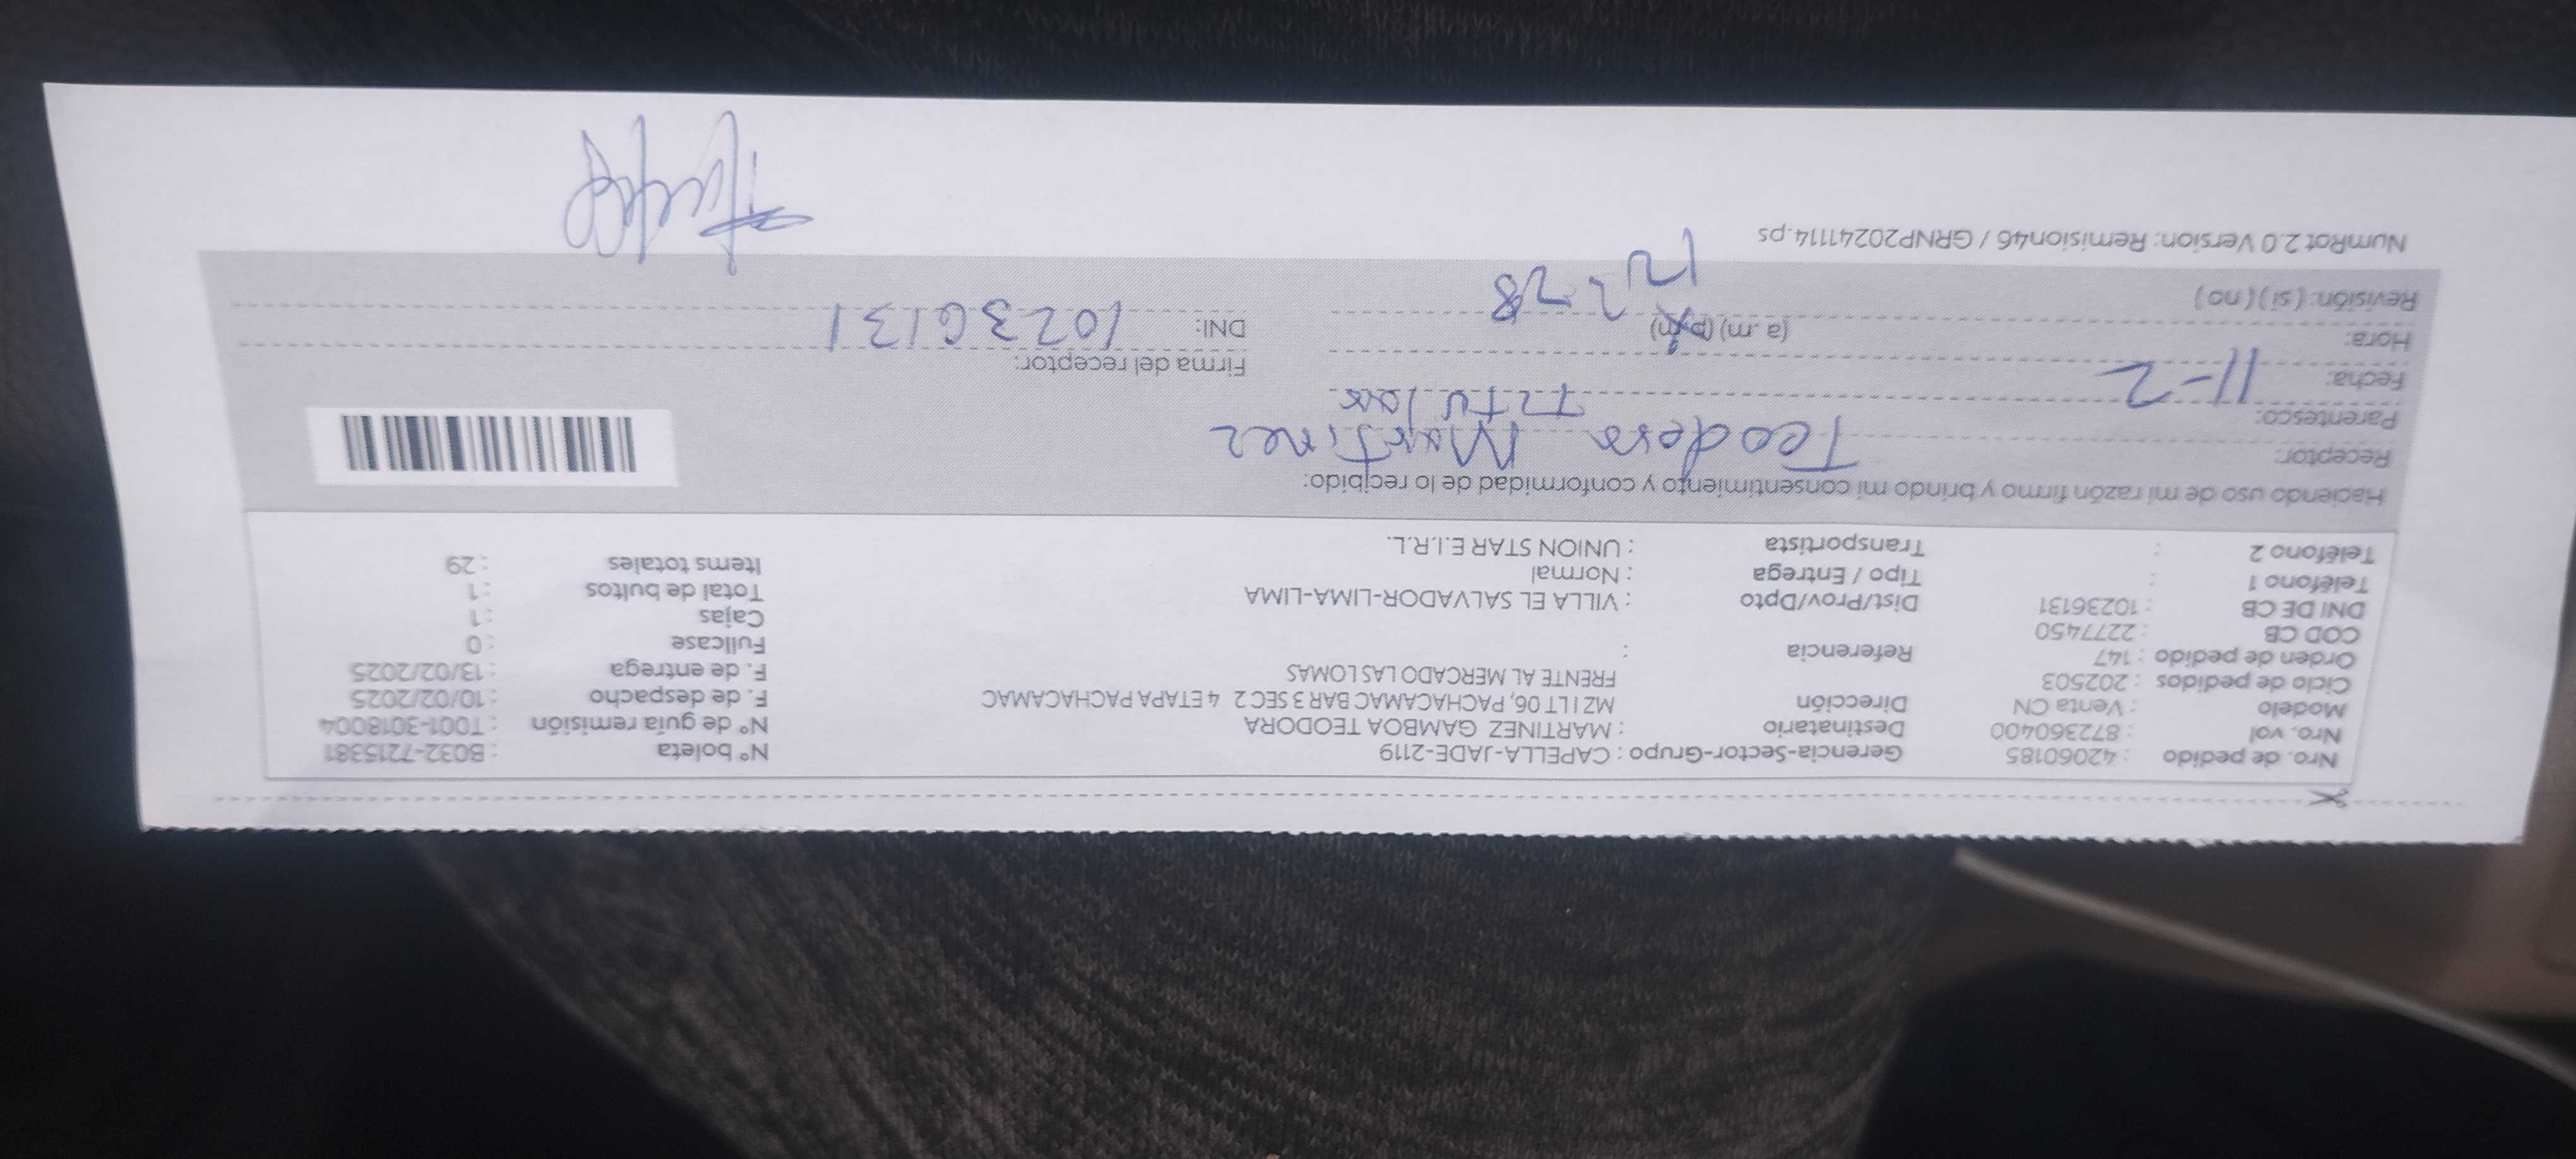 Nro. de pedido : 42060185 Gerencia-Sector-Grupo : CAPELLA-JADE-2119 N° boleta : B032-7215381
Nro. vol : 872360400 Destinatario : MARTINEZ GAMBOA TEODORA N° de guía remisión : T001-3018004
Modelo : Venta CN Dirección MZ I LT 06, PACHACAMAC BAR 3 SEC 2 4 ETAPA PACHACAMAC F. de despacho : 10/02/2025
Ciclo de pedidos : 202503 FRENTE AL MERCADO LAS LOMAS F. de entrega : 13/02/2025
Orden de pedido : 147 Referencia : Fullcase : 0
COD CB : 2277450 Cajas : 1
DNI DE CB : 10236131 Dist/Prov/Dpto : VILLA EL SALVADOR-LIMA-LIMA Total de bultos : 1
Teléfono 1 : Tipo / Entrega : Normal Items totales : 29
Teléfono 2 : Transportista : UNION STAR E.I.R.L.
Haciendo uso de mi razón firmo y brindo mi consentimiento y conformidad de lo recibido:
Receptor: Teodora Martinez
Parentesco: Titular
Fecha: 11-2 Firma del receptor:
Hora: (a.m) (p.m) 12:28 DNI: 10236131
Revisión: (si) (no)
NumRot 2.0 Version: Remision46 / GRNP20241114.ps